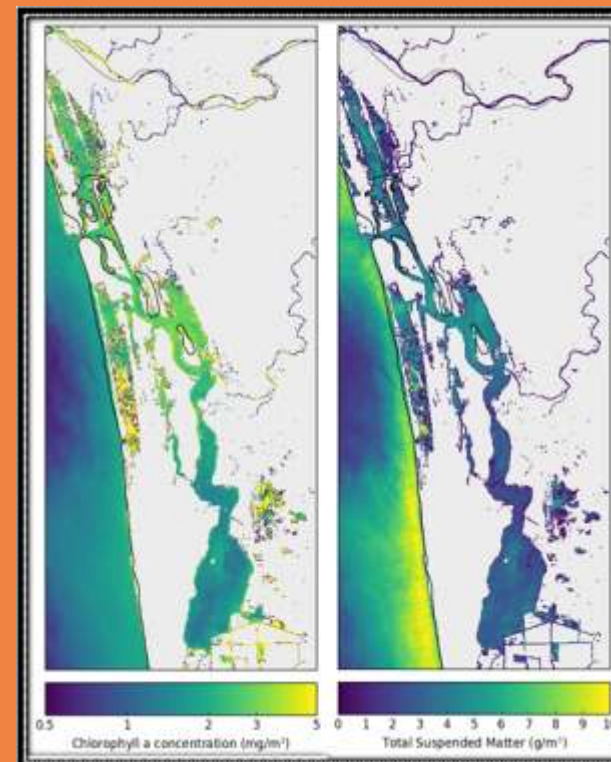 0.5 1 2 3 5
Chlorophyll a concentration (mg/m³)
0 1 2 3 4 5 6 7 8 9 10
Total Suspended Matter (g/m³)